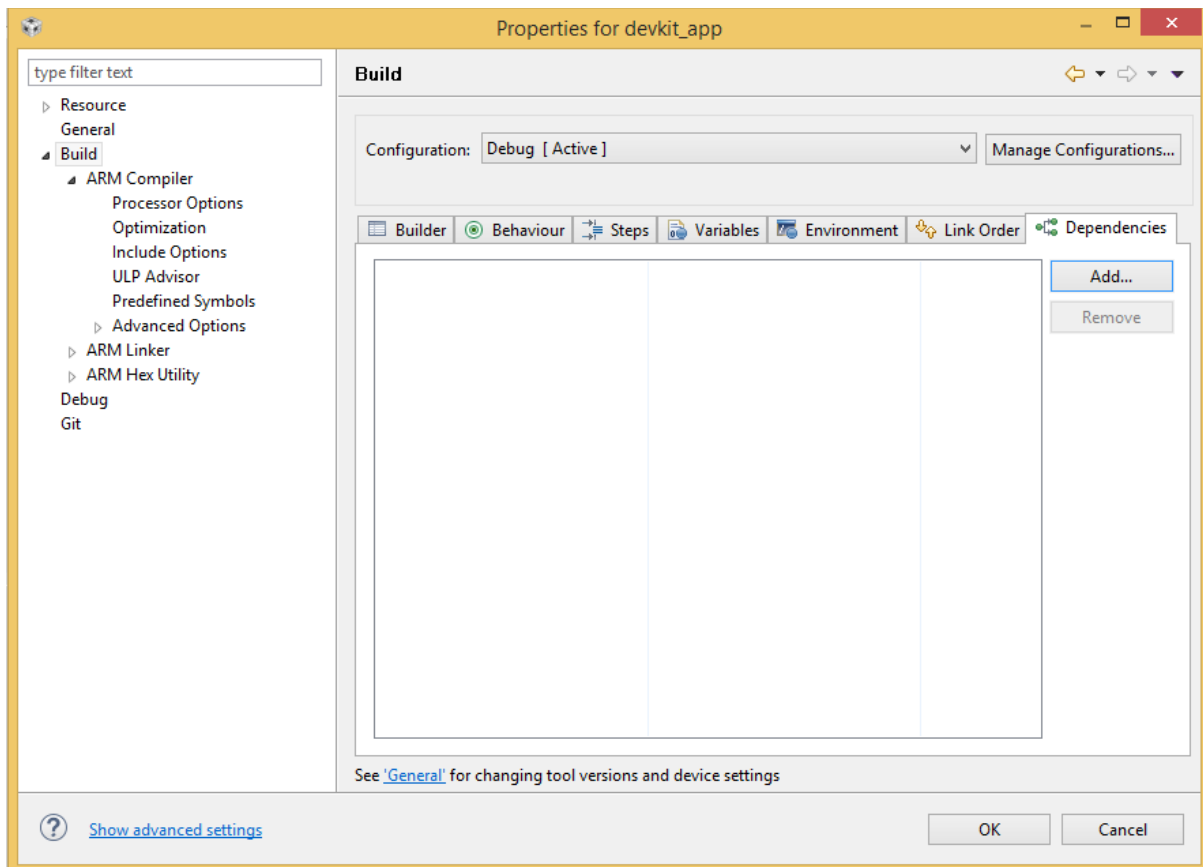 Properties for devkit_app
type filter text
Resource
General
Build
ARM Compiler
Processor Options
Optimization
Include Options
ULP Advisor
Predefined Symbols
Advanced Options
ARM Linker
ARM Hex Utility
Debug
Git
Build
Configuration: Debug [ Active ] Manage Configurations...
Builder Behaviour Steps Variables Environment Link Order Dependencies
Add...
Remove
See 'General' for changing tool versions and device settings
? Show advanced settings OK Cancel